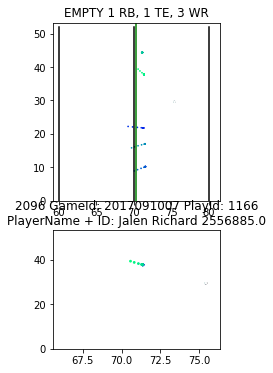 EMPTY 1 RB, 1 TE, 3 WR
50
40
30
20
10
0
60 65 70 75 80
2096 GameId: 2017091007 PlayId: 1166
PlayerName + ID: Jalen Richard 2556885.0
40
20
0
67.5 70.0 72.5 75.0